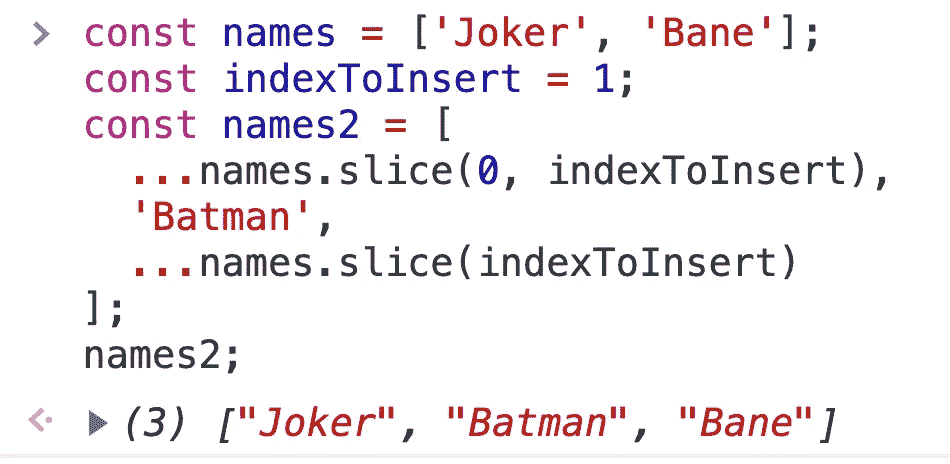 const names = ['Joker', 'Bane'];
const indexToInsert = 1;
const names2 = [
  ...names.slice(0, indexToInsert),
  'Batman',
  ...names.slice(indexToInsert)
];
names2;
(3) ["Joker", "Batman", "Bane"]